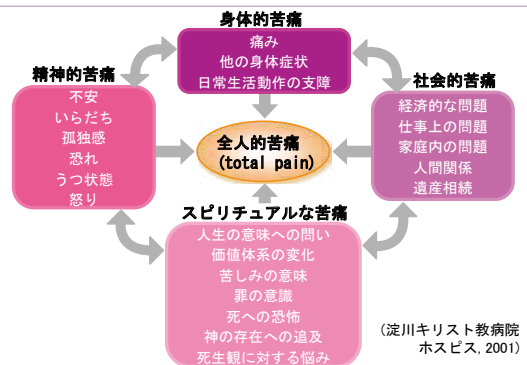 身体的苦痛
痛み
他の身体症状
日常生活動作の支障
精神的苦痛
不安
いらだち
孤独感
恐れ
うつ状態
怒り
社会的苦痛
経済的な問題
仕事上の問題
家庭内の問題
人間関係
遺産相続
全人的苦痛
(total pain)
スピリチュアルな苦痛
人生の意味への問い
価値体系の変化
苦しみの意味
罪の意識
死への恐怖
神の存在への追及
死生観に対する悩み
(淀川キリスト教病院
ホスピス, 2001)